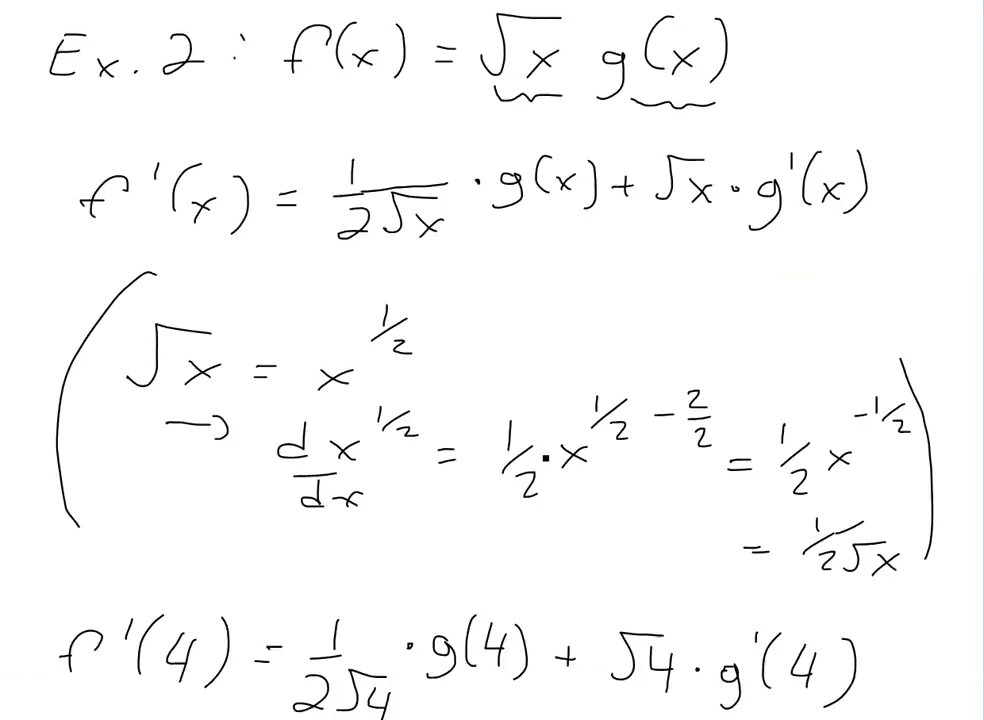 Ex. 2 : f(x) = √x g(x)
f'(x) = 1/2√x · g(x) + √x · g'(x)
( √x = x^1/2
→ d/dx x^1/2 = 1/2 · x^1/2 - 2/2 = 1/2 x^-1/2
= 1/2√x )
f'(4) = 1/2√4 · g(4) + √4 · g'(4)